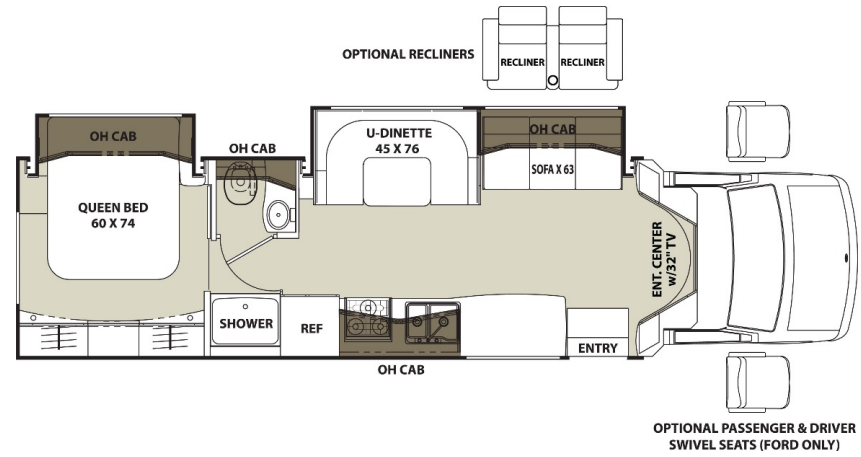 OPTIONAL RECLINERS
RECLINER
RECLINER
OH CAB
OH CAB
U-DINETTE
45 X 76
OH CAB
SOFA X 63
QUEEN BED
60 X 74
ENT. CENTER
w/32" TV
SHOWER
REF
ENTRY
OH CAB
OPTIONAL PASSENGER & DRIVER
SWIVEL SEATS (FORD ONLY)